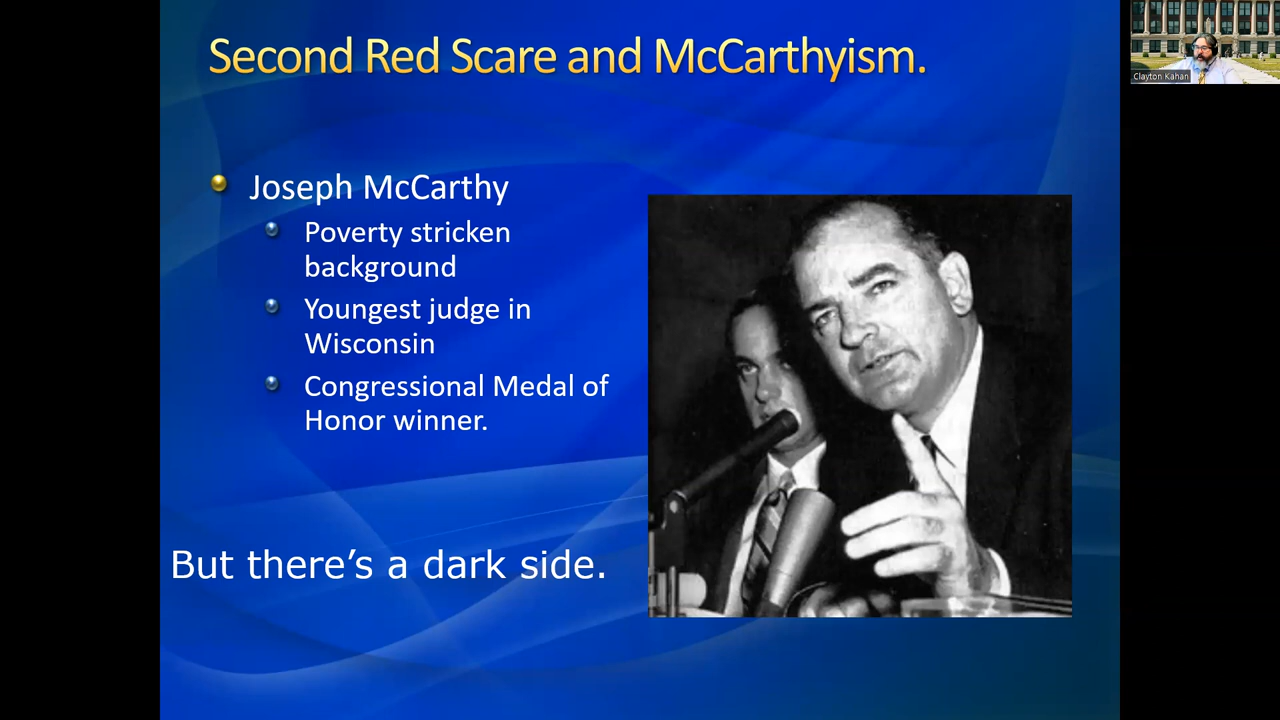 Second Red Scare and McCarthyism.
Joseph McCarthy
Poverty stricken
background
Youngest judge in
Wisconsin
Congressional Medal of
Honor winner.
But there’s a dark side.
Clayton Kahan